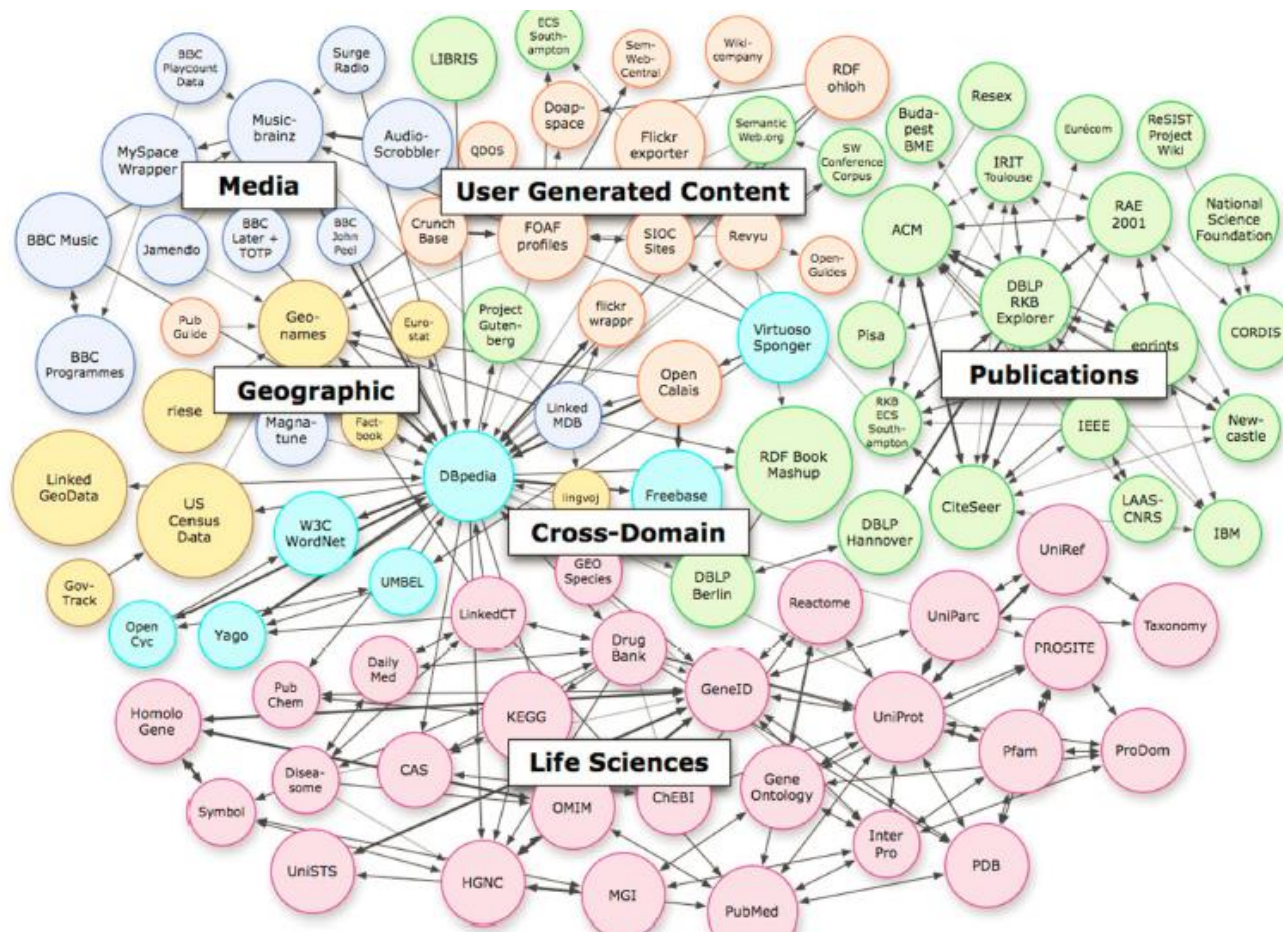 BBC
Playcount
Data
Surge
Radio
LIBRIS
ECS
South-
ampton
Sem-
Web-
Central
Wiki-
company
RDF
ohloh
Music-
brainz
Audio-
Scrobbler
MySpace
Wrapper
QDOS
Doap-
space
Flickr
exporter
Semantic
Web.org
SW
Conference
Corpus
Buda-
pest
BME
Resex
Eurécom
ReSIST
Project
Wiki
IRIT
Toulouse
Media
User Generated Content
BBC Music
Jamendo
BBC
Later +
TOTP
BBC
John
Peel
Crunch
Base
FOAF
profiles
SIOC
Sites
Revyu
Open-
Guides
ACM
RAE
2001
National
Science
Foundation
DBLP
RKB
Explorer
Pub
Guide
Geo-
names
Euro-
stat
Project
Guten-
berg
flickr
wrappr
Virtuoso
Sponger
Pisa
eprints
CORDIS
BBC
Programmes
Geographic
Publications
riese
Magna-
tune
Fact-
book
Linked
MDB
Open
Calais
RKB
ECS
South-
ampton
IEEE
New-
castle
Linked
GeoData
US
Census
Data
DBpedia
lingvoj
Freebase
RDF Book
Mashup
CiteSeer
LAAS-
CNRS
IBM
W3C
WordNet
Cross-Domain
DBLP
Hannover
Gov-
Track
UMBEL
GEO
Species
DBLP
Berlin
Reactome
UniRef
UniParc
Taxonomy
Open
Cyc
Yago
LinkedCT
Drug
Bank
PROSITE
Daily
Med
Pub
Chem
GeneID
Homolo
Gene
KEGG
UniProt
Pfam
ProDom
Life Sciences
Disea-
some
CAS
ChEBI
Gene
Ontology
Symbol
OMIM
Inter
Pro
UniSTS
HGNC
MGI
PubMed
PDB